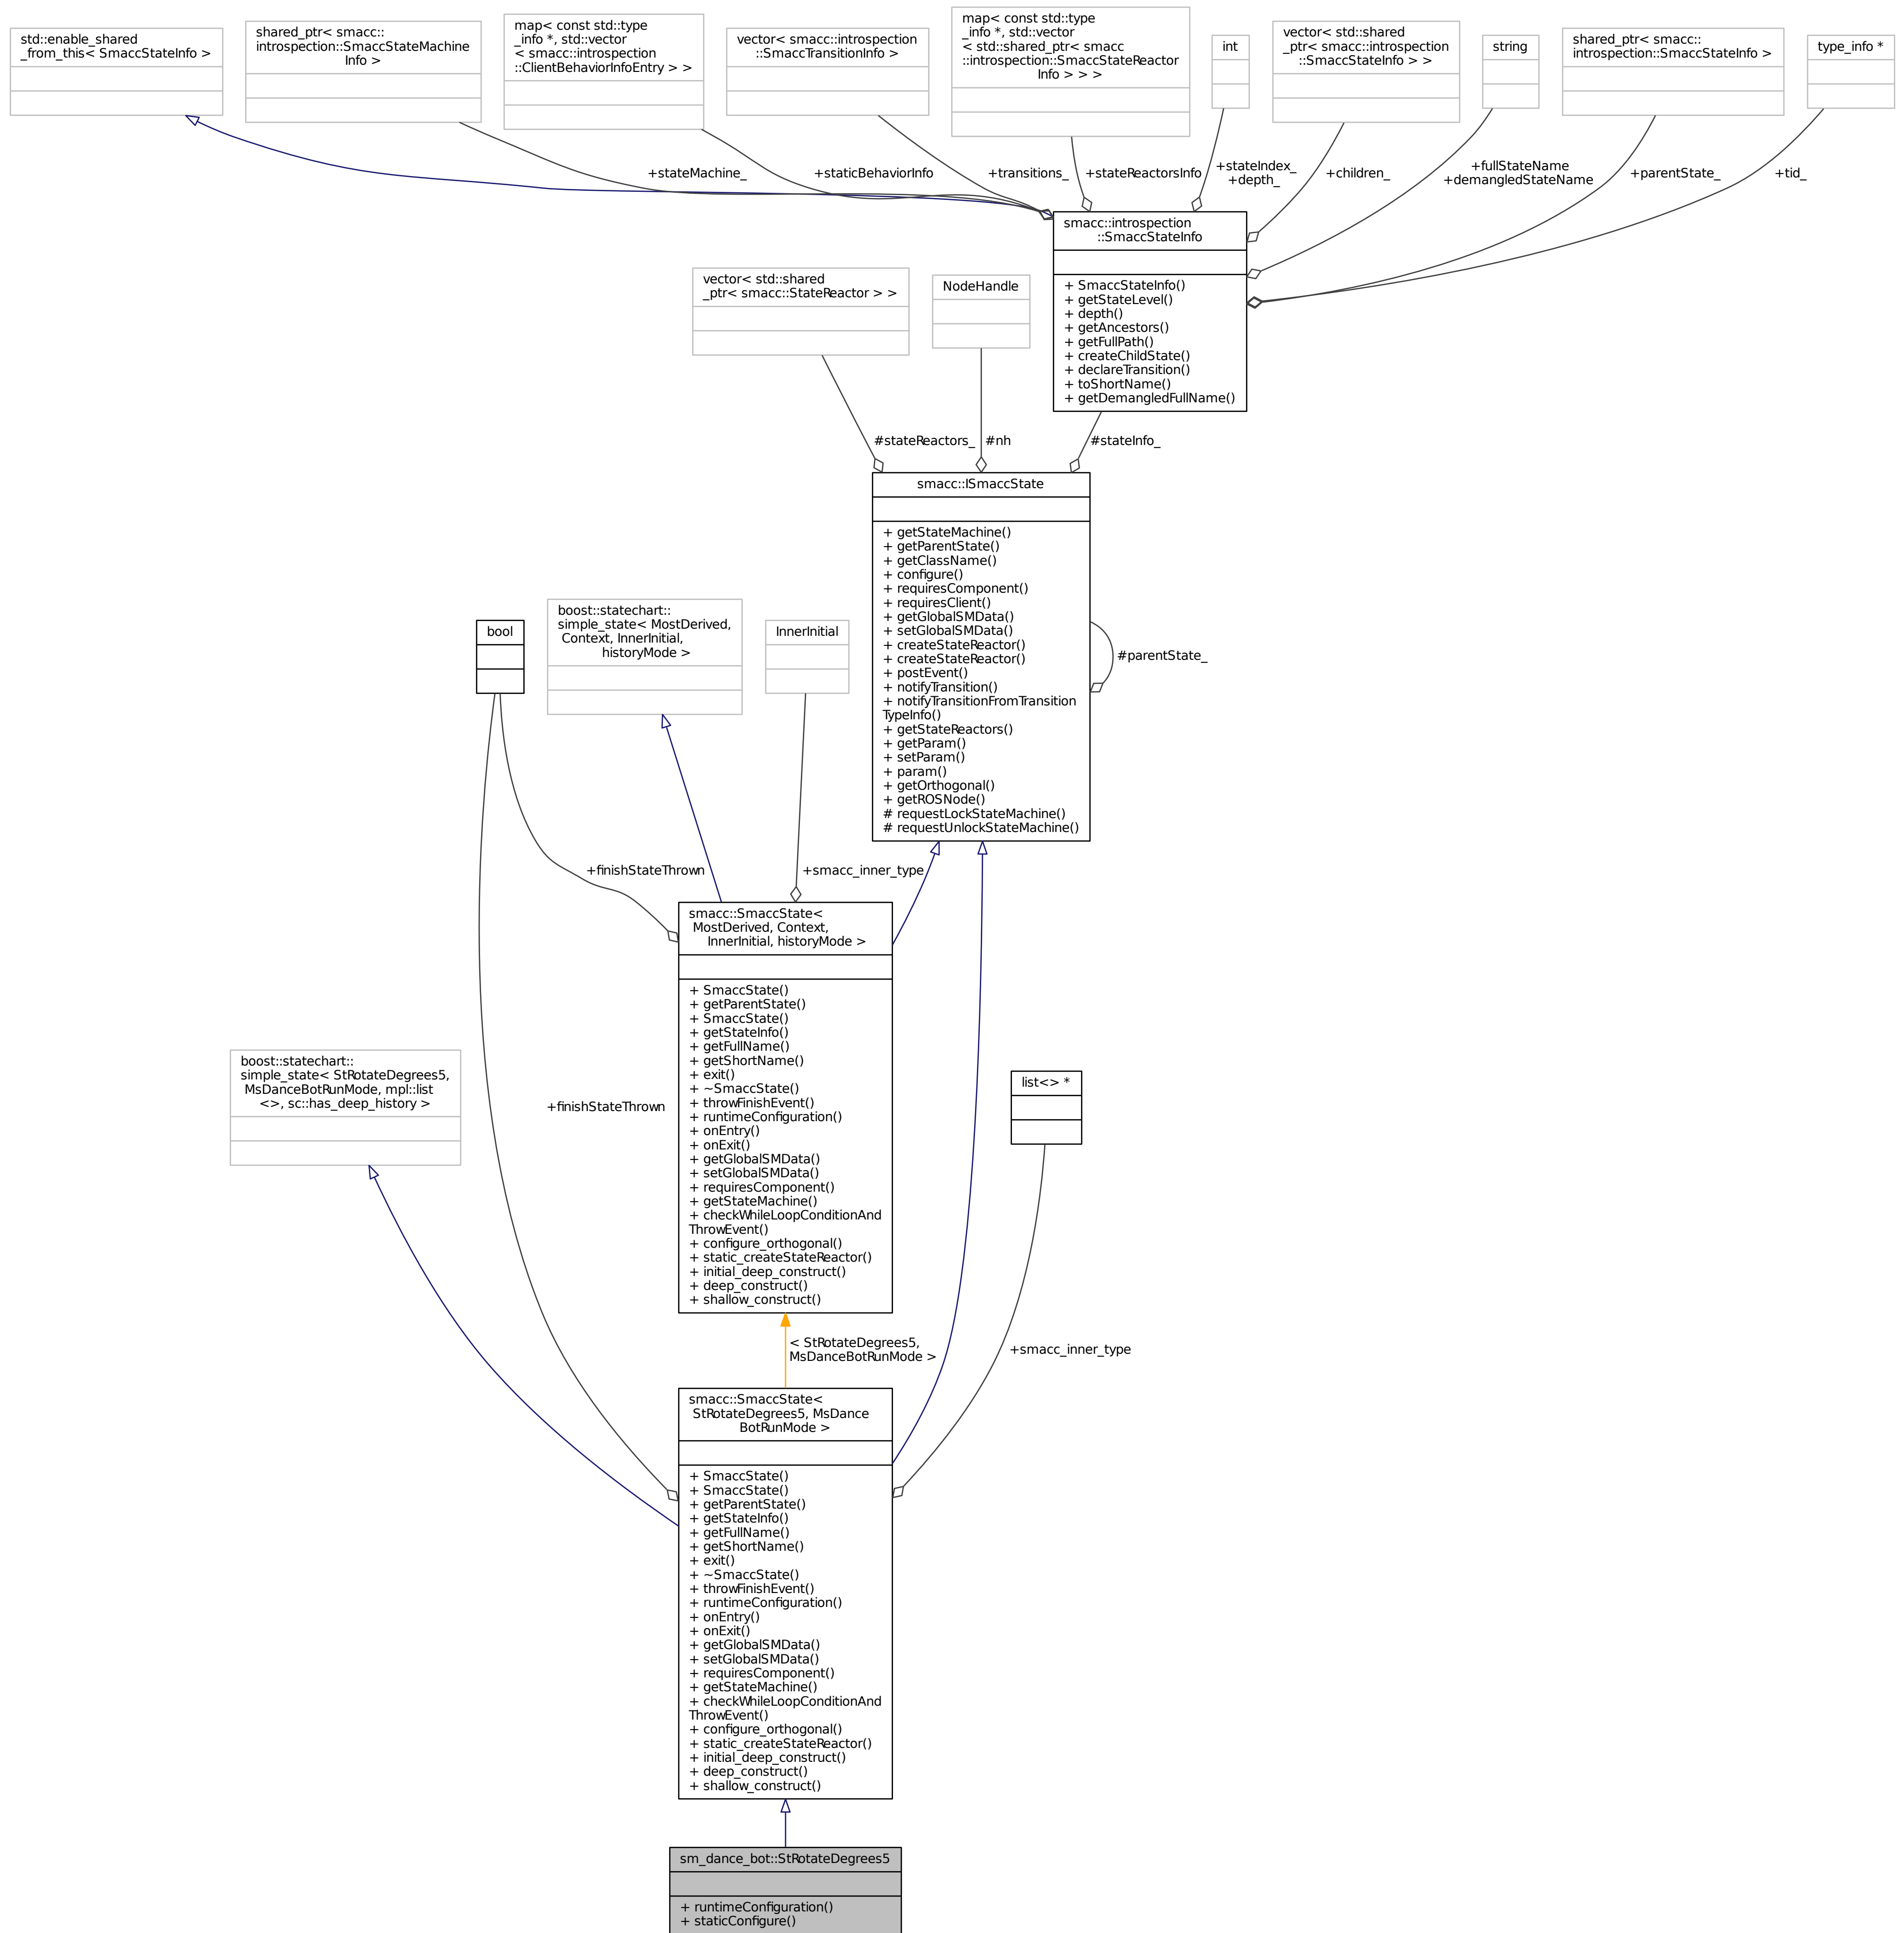 std::enable_shared
_from_this< SmaccStateInfo >
shared_ptr< smacc::
introspection::SmaccStateMachine
Info >
map< const std::type
_info *, std::vector
< smacc::introspection
::ClientBehaviorInfoEntry > >
vector< smacc::introspection
::SmaccTransitionInfo >
map< const std::type
_info *, std::vector
< std::shared_ptr< smacc
::introspection::SmaccStateReactor
Info > > >
int
vector< std::shared
_ptr< smacc::introspection
::SmaccStateInfo > >
string
shared_ptr< smacc::
introspection::SmaccStateInfo >
type_info *
+stateMachine_
+staticBehaviorInfo
+transitions_
+stateReactorsInfo
+stateIndex_
+depth_
+children_
+fullStateName
+demangledStateName
+parentState_
+tid_
smacc::introspection
::SmaccStateInfo
+ SmaccStateInfo()
+ getStateLevel()
+ depth()
+ getAncestors()
+ getFullPath()
+ createChildState()
+ declareTransition()
+ toShortName()
+ getDemangledFullName()
vector< std::shared
_ptr< smacc::StateReactor > >
NodeHandle
#stateReactors_
#nh
#stateInfo_
smacc::ISmaccState
+ getStateMachine()
+ getParentState()
+ getClassName()
+ configure()
+ requiresComponent()
+ requiresClient()
+ getGlobalSMData()
+ setGlobalSMData()
+ createStateReactor()
+ createStateReactor()
+ postEvent()
+ notifyTransition()
+ notifyTransitionFromTransition
TypeInfo()
+ getStateReactors()
+ getParam()
+ setParam()
+ param()
+ getOrthogonal()
+ getROSNode()
# requestLockStateMachine()
# requestUnlockStateMachine()
#parentState_
bool
boost::statechart::
simple_state< MostDerived,
Context, InnerInitial,
historyMode >
InnerInitial
+finishStateThrown
+smacc_inner_type
smacc::SmaccState<
MostDerived, Context,
InnerInitial, historyMode >
+ SmaccState()
+ getParentState()
+ SmaccState()
+ getStateInfo()
+ getFullName()
+ getShortName()
+ exit()
+ ~SmaccState()
+ throwFinishEvent()
+ runtimeConfiguration()
+ onEntry()
+ onExit()
+ getGlobalSMData()
+ setGlobalSMData()
+ requiresComponent()
+ getStateMachine()
+ checkWhileLoopConditionAnd
ThrowEvent()
+ configure_orthogonal()
+ static_createStateReactor()
+ initial_deep_construct()
+ deep_construct()
+ shallow_construct()
boost::statechart::
simple_state< StRotateDegrees5,
MsDanceBotRunMode, mpl::list
<>, sc::has_deep_history >
+finishStateThrown
list<> *
< StRotateDegrees5,
MsDanceBotRunMode >
+smacc_inner_type
smacc::SmaccState<
StRotateDegrees5, MsDance
BotRunMode >
+ SmaccState()
+ SmaccState()
+ getParentState()
+ getStateInfo()
+ getFullName()
+ getShortName()
+ exit()
+ ~SmaccState()
+ throwFinishEvent()
+ runtimeConfiguration()
+ onEntry()
+ onExit()
+ getGlobalSMData()
+ setGlobalSMData()
+ requiresComponent()
+ getStateMachine()
+ checkWhileLoopConditionAnd
ThrowEvent()
+ configure_orthogonal()
+ static_createStateReactor()
+ initial_deep_construct()
+ deep_construct()
+ shallow_construct()
sm_dance_bot::StRotateDegrees5
+ runtimeConfiguration()
+ staticConfigure()